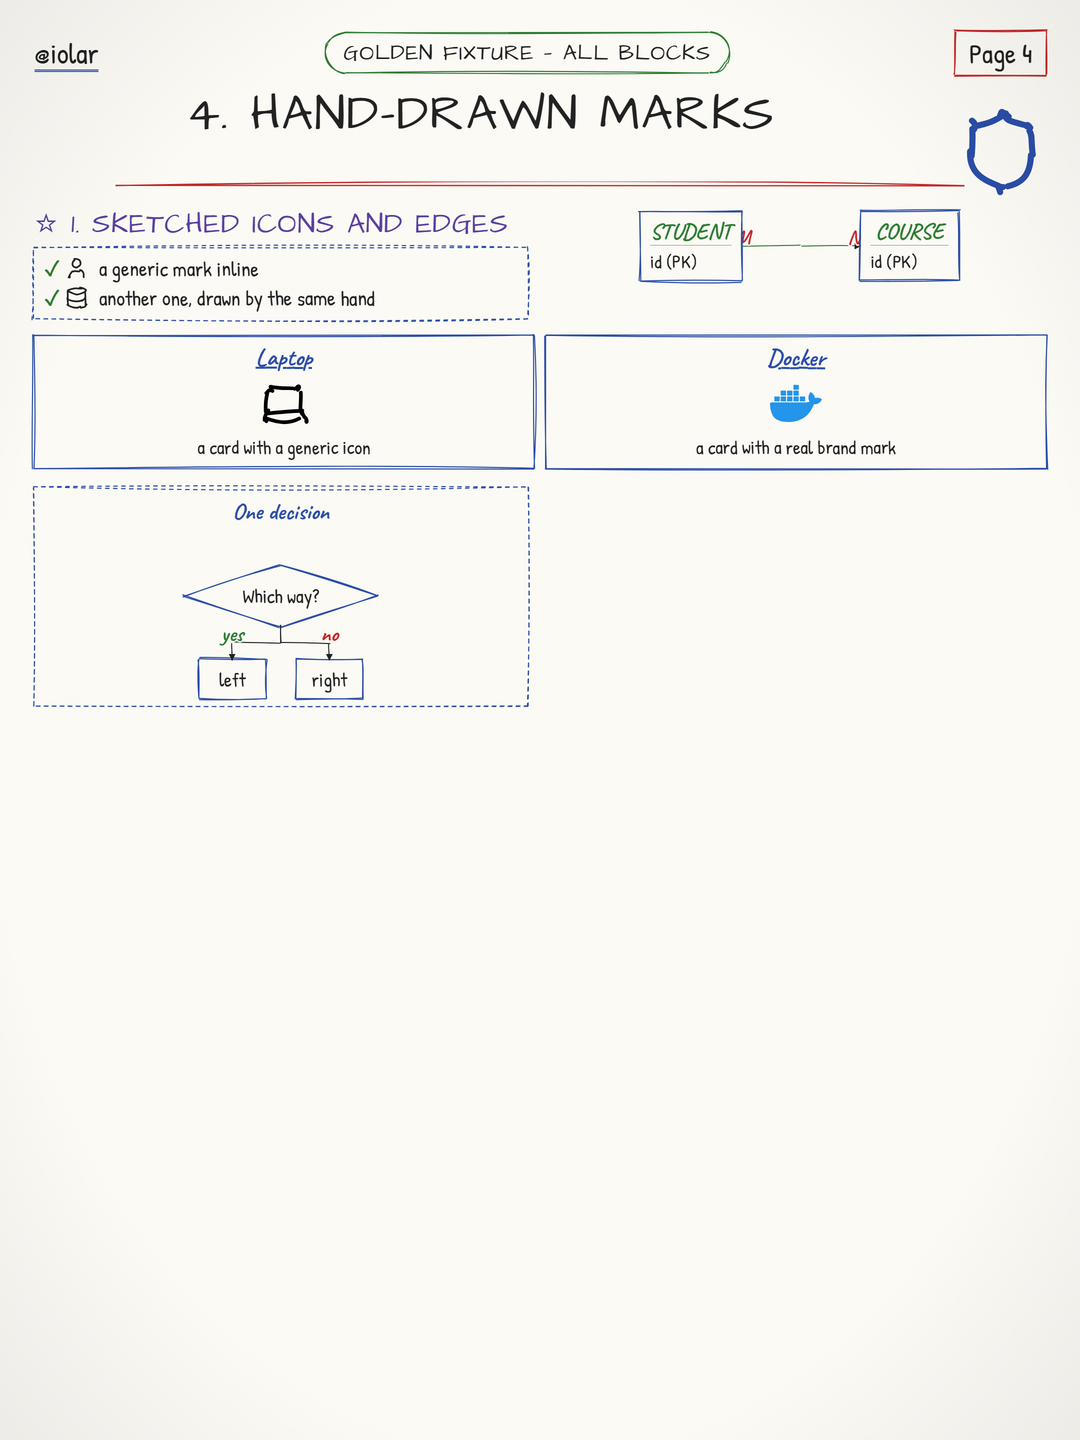 @iolar
GOLDEN FIXTURE - ALL BLOCKS
Page 4
4. HAND-DRAWN MARKS
☆ 1. SKETCHED ICONS AND EDGES
✓ a generic mark inline
✓ another one, drawn by the same hand
STUDENT
id (PK)
M
N
COURSE
id (PK)
Laptop
a card with a generic icon
Docker
a card with a real brand mark
One decision
Which way?
yes
no
left
right